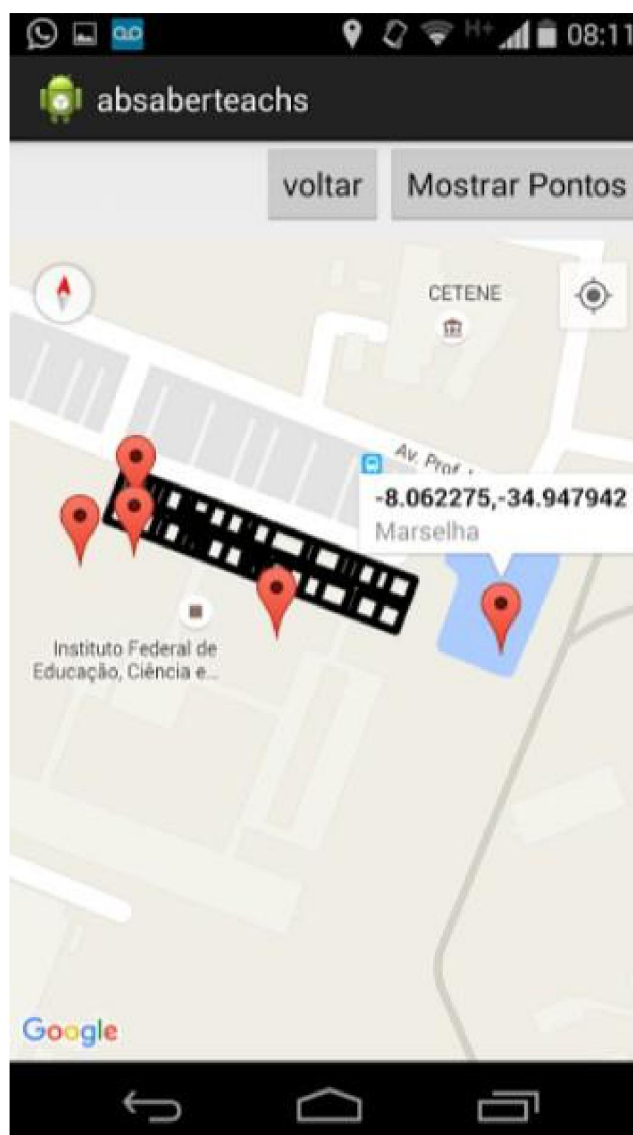 08:11
absaberteachs
voltar
Mostrar Pontos
CETENE
Av. Prof.
-8.062275,-34.947942
Marselha
Instituto Federal de
Educação, Ciência e...
Google